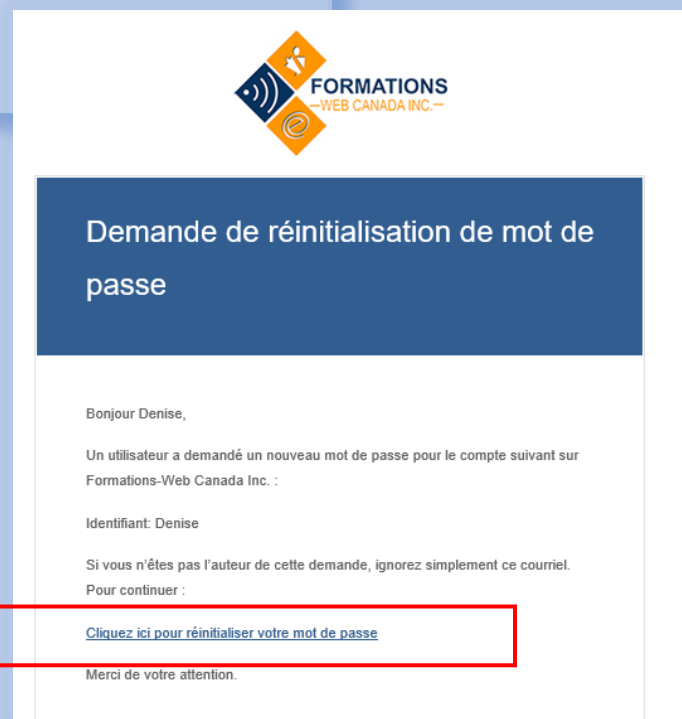 FORMATIONS
—WEB CANADA INC.—
Demande de réinitialisation de mot de
passe
Bonjour Denise,
Un utilisateur a demandé un nouveau mot de passe pour le compte suivant sur
Formations-Web Canada Inc. :
Identifiant: Denise
Si vous n’êtes pas l’auteur de cette demande, ignorez simplement ce courriel.
Pour continuer :
Cliquez ici pour réinitialiser votre mot de passe
Merci de votre attention.